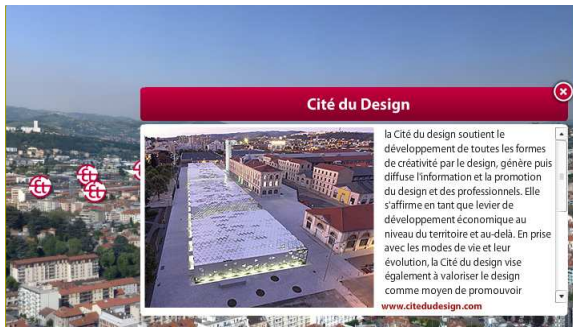 Cité du Design
la Cité du design soutient le
développement de toutes les formes
de créativité par le design, génère puis
diffuse l'information et la promotion
du design et des professionnels. Elle
s'affirme en tant que levier de
développement économique au
niveau du territoire et au-delà. En prise
avec les modes de vie et leur
évolution, la Cité du design vise
également à valoriser le design
comme moyen de promouvoir
www.citedudesign.com